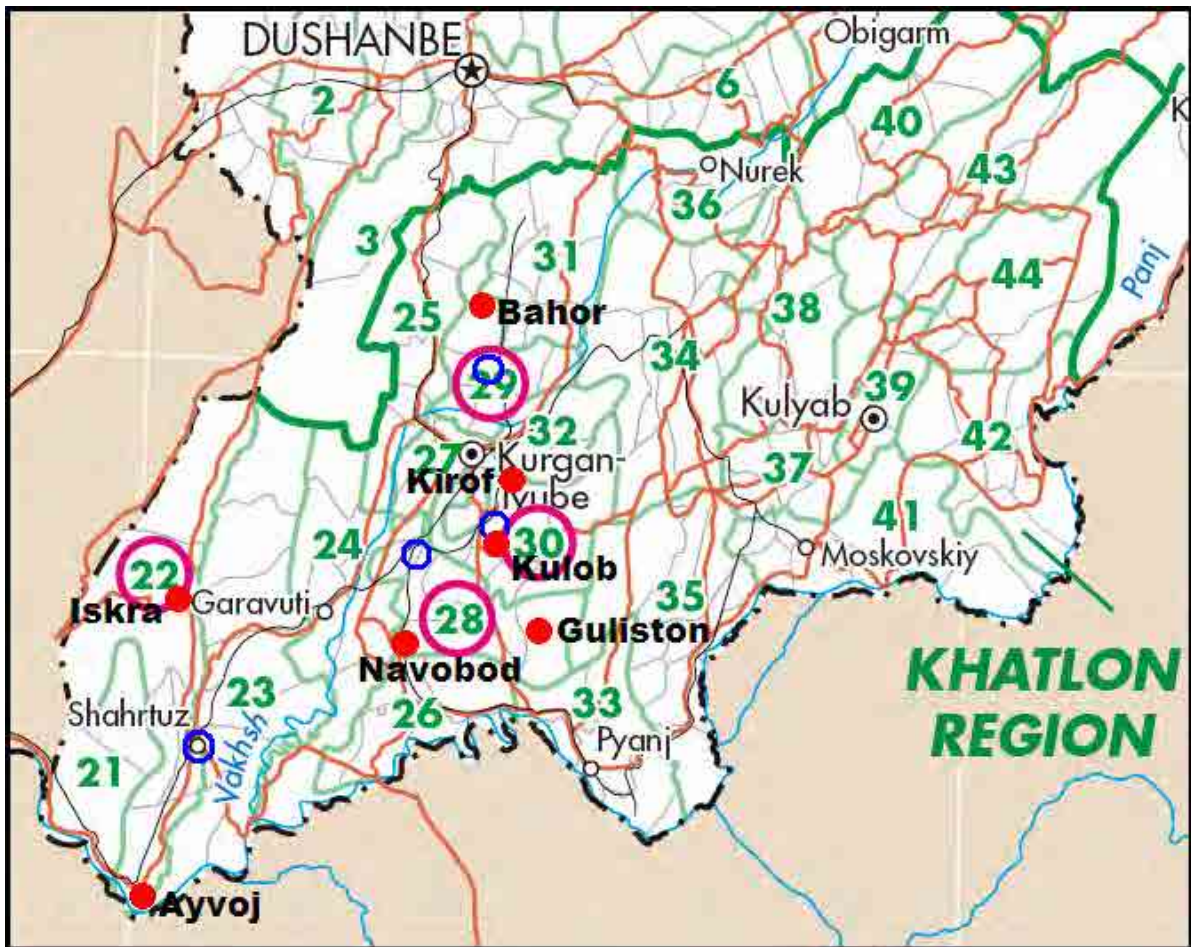 Obigarm
DUSHANBE
6
2
40
K
Nurek
43
36
3
31
44
Panj
25
Bahor
38
34
29
39
Kulyab
32
42
27
Kurgan-
Kirof
37
Tyube
41
24
30
Moskovskiy
Kulob
22
Iskra
Garavuti
28
35
Guliston
Navobod
KHATLON
REGION
23
26
33
Shahrtuz
Pyanj
Vakhsh
21
Ayvoj